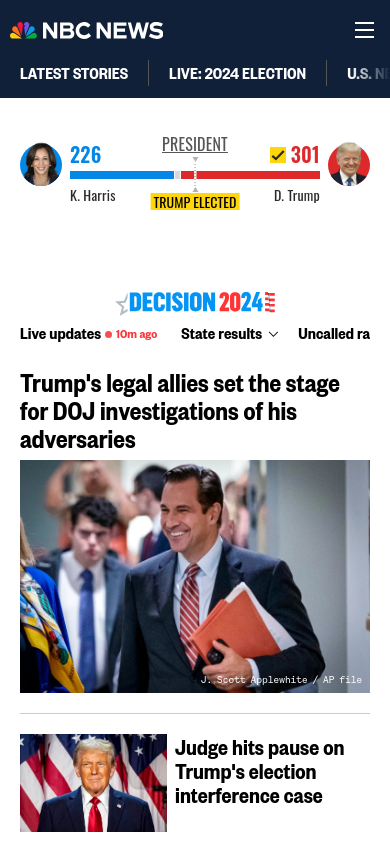 NBC NEWS
LATEST STORIES
LIVE: 2024 ELECTION
U.S. NE
PRESIDENT
226
301
K. Harris
D. Trump
TRUMP ELECTED
DECISION 2024
Live updates 10m ago
State results
Uncalled ra
Trump's legal allies set the stage
for DOJ investigations of his
adversaries
J. Scott Applewhite / AP file
Judge hits pause on
Trump's election
interference case